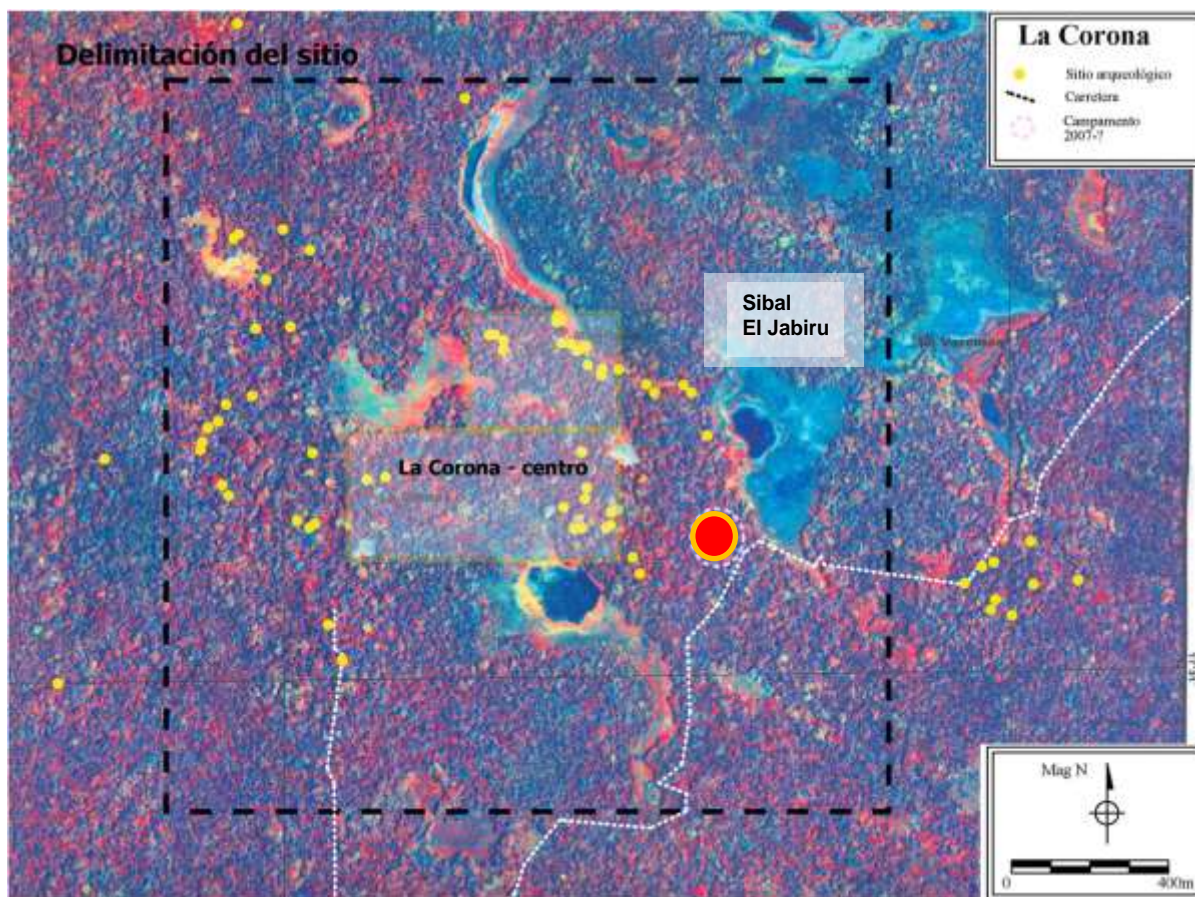 Delimitación del sitio
La Corona
Sitio arqueológico
Carretera
Campamento
2007-?
Sibal
El Jabiru
La Corona - centro
Mag N
0
400m